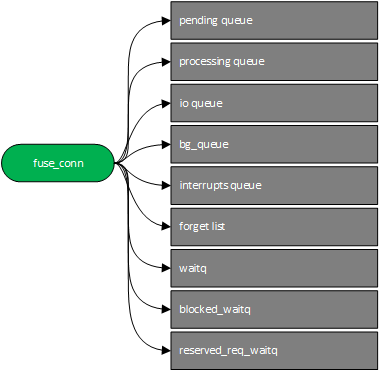 pending queue
processing queue
io queue
bg_queue
fuse_conn
interrupts queue
forget list
waitq
blocked_waitq
reserved_req_waitq